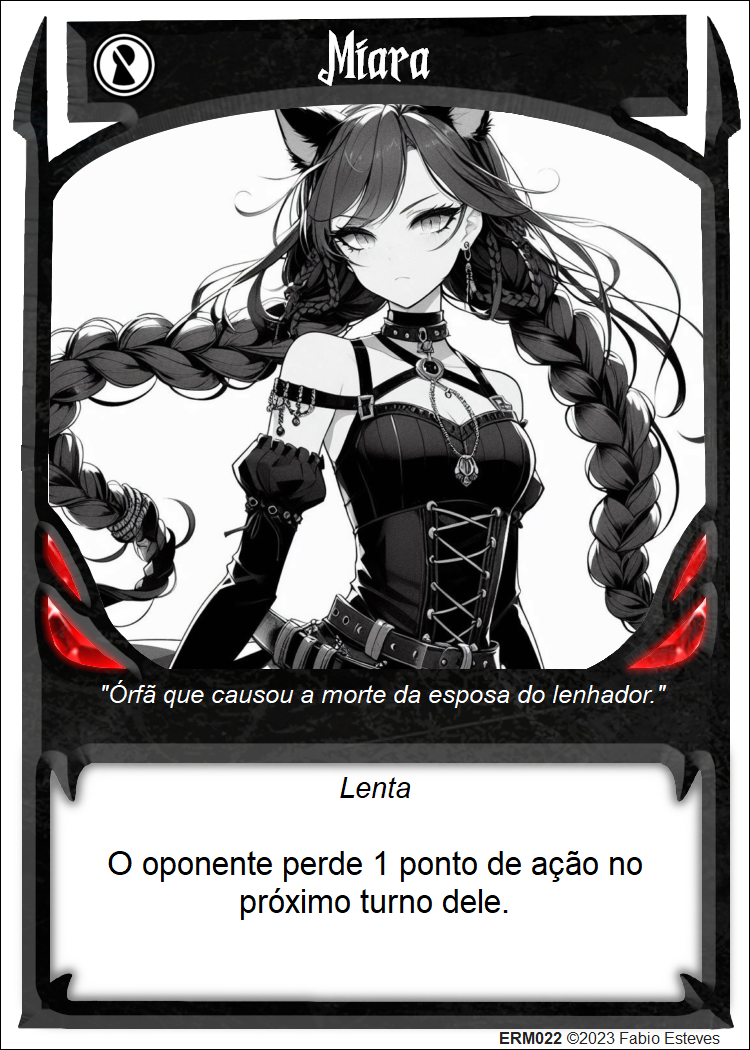 Miara
"Órfã que causou a morte da esposa do lenhador."
Lenta
O oponente perde 1 ponto de ação no
próximo turno dele.
ERM022 ©2023 Fabio Esteves